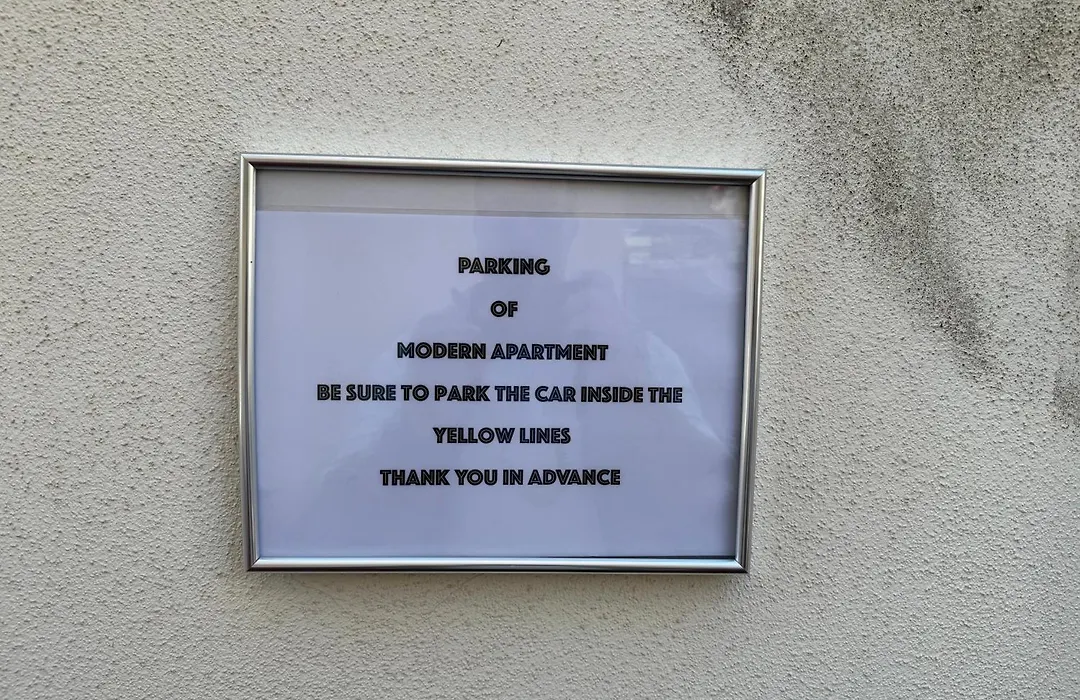 PARKING
OF
MODERN APARTMENT
BE SURE TO PARK THE CAR INSIDE THE
YELLOW LINES
THANK YOU IN ADVANCE